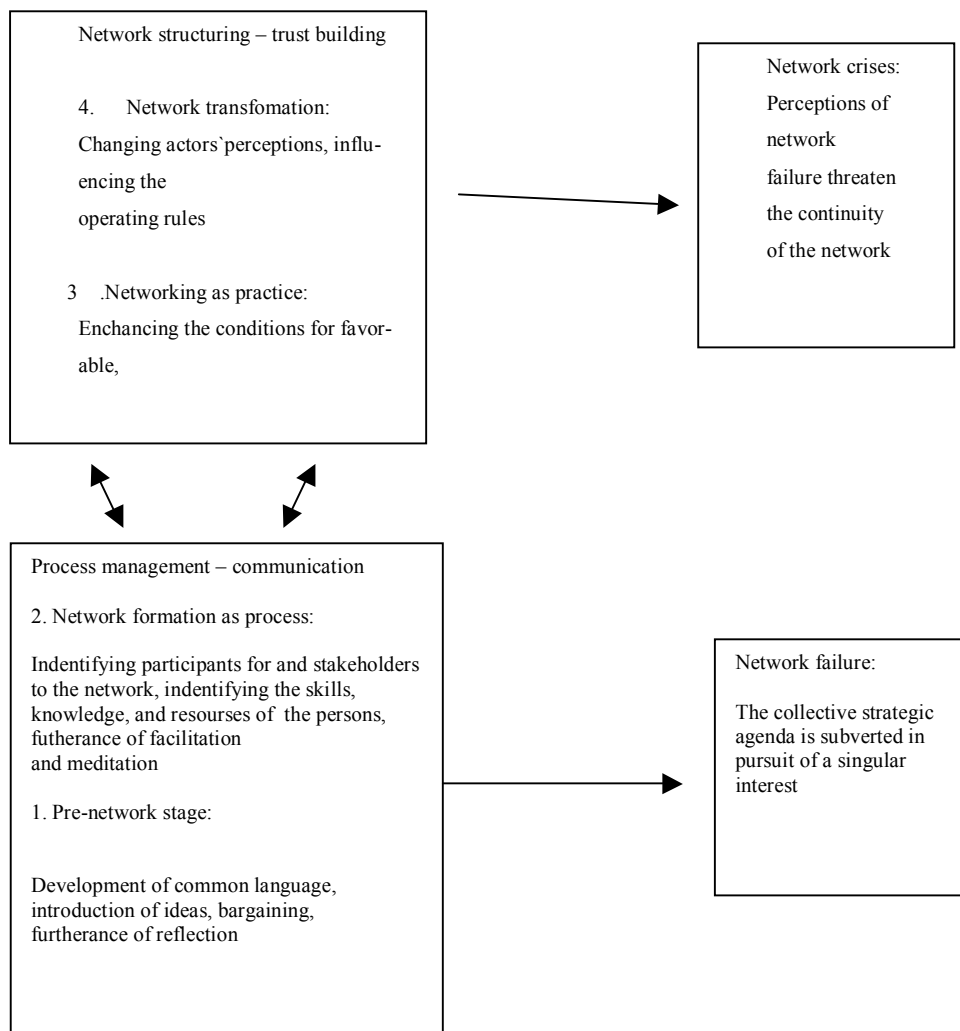 Network structuring – trust building
4. Network transfomation:
Changing actors`perceptions, influ-
encing the
operating rules
3 .Networking as practice:
Enchancing the conditions for favor-
able,
Network crises:
Perceptions of
network
failure threaten
the continuity
of the network
Process management – communication
2. Network formation as process:
Indentifying participants for and stakeholders
to the network, indentifying the skills,
knowledge, and resourses of the persons,
futherance of facilitation
and meditation
1. Pre-network stage:
Development of common language,
introduction of ideas, bargaining,
furtherance of reflection
Network failure:
The collective strategic
agenda is subverted in
pursuit of a singular
interest